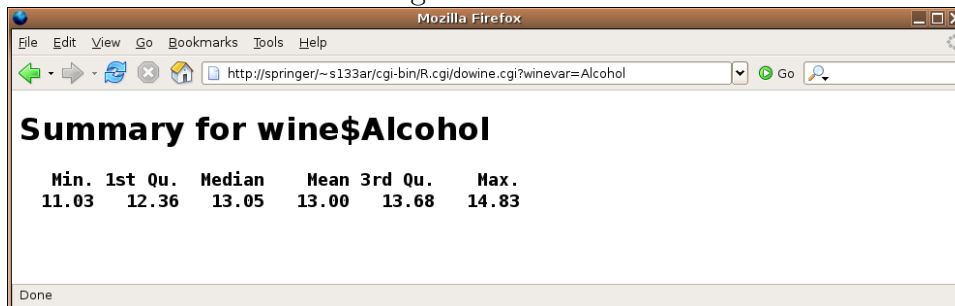 Mozilla Firefox
File Edit View Go Bookmarks Tools Help
http://springer/~s133ar/cgi-bin/R.cgi/dowine.cgi?winevar=Alcohol Go
Summary for wine$Alcohol
Min. 1st Qu. Median Mean 3rd Qu. Max.
11.03 12.36 13.05 13.00 13.68 14.83
Done